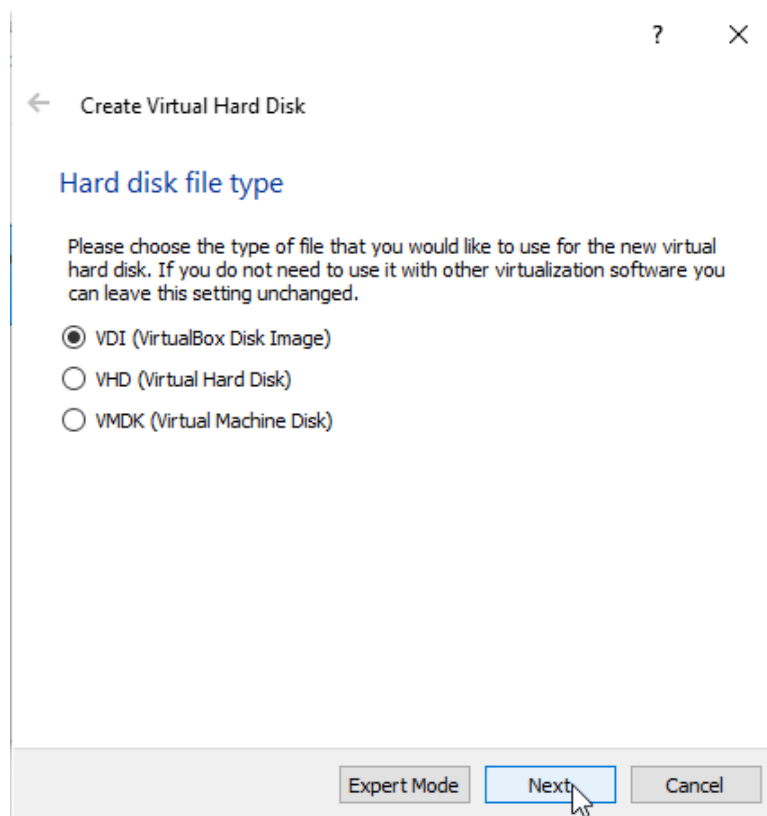 ?
Create Virtual Hard Disk
Hard disk file type
Please choose the type of file that you would like to use for the new virtual
hard disk. If you do not need to use it with other virtualization software you
can leave this setting unchanged.
VDI (VirtualBox Disk Image)
VHD (Virtual Hard Disk)
VMDK (Virtual Machine Disk)
Expert Mode Next Cancel